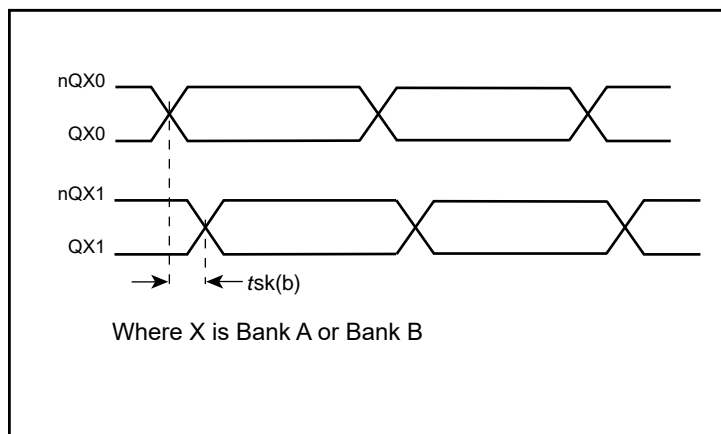 nQX0
QX0
nQX1
QX1
tsk(b)
Where X is Bank A or Bank B